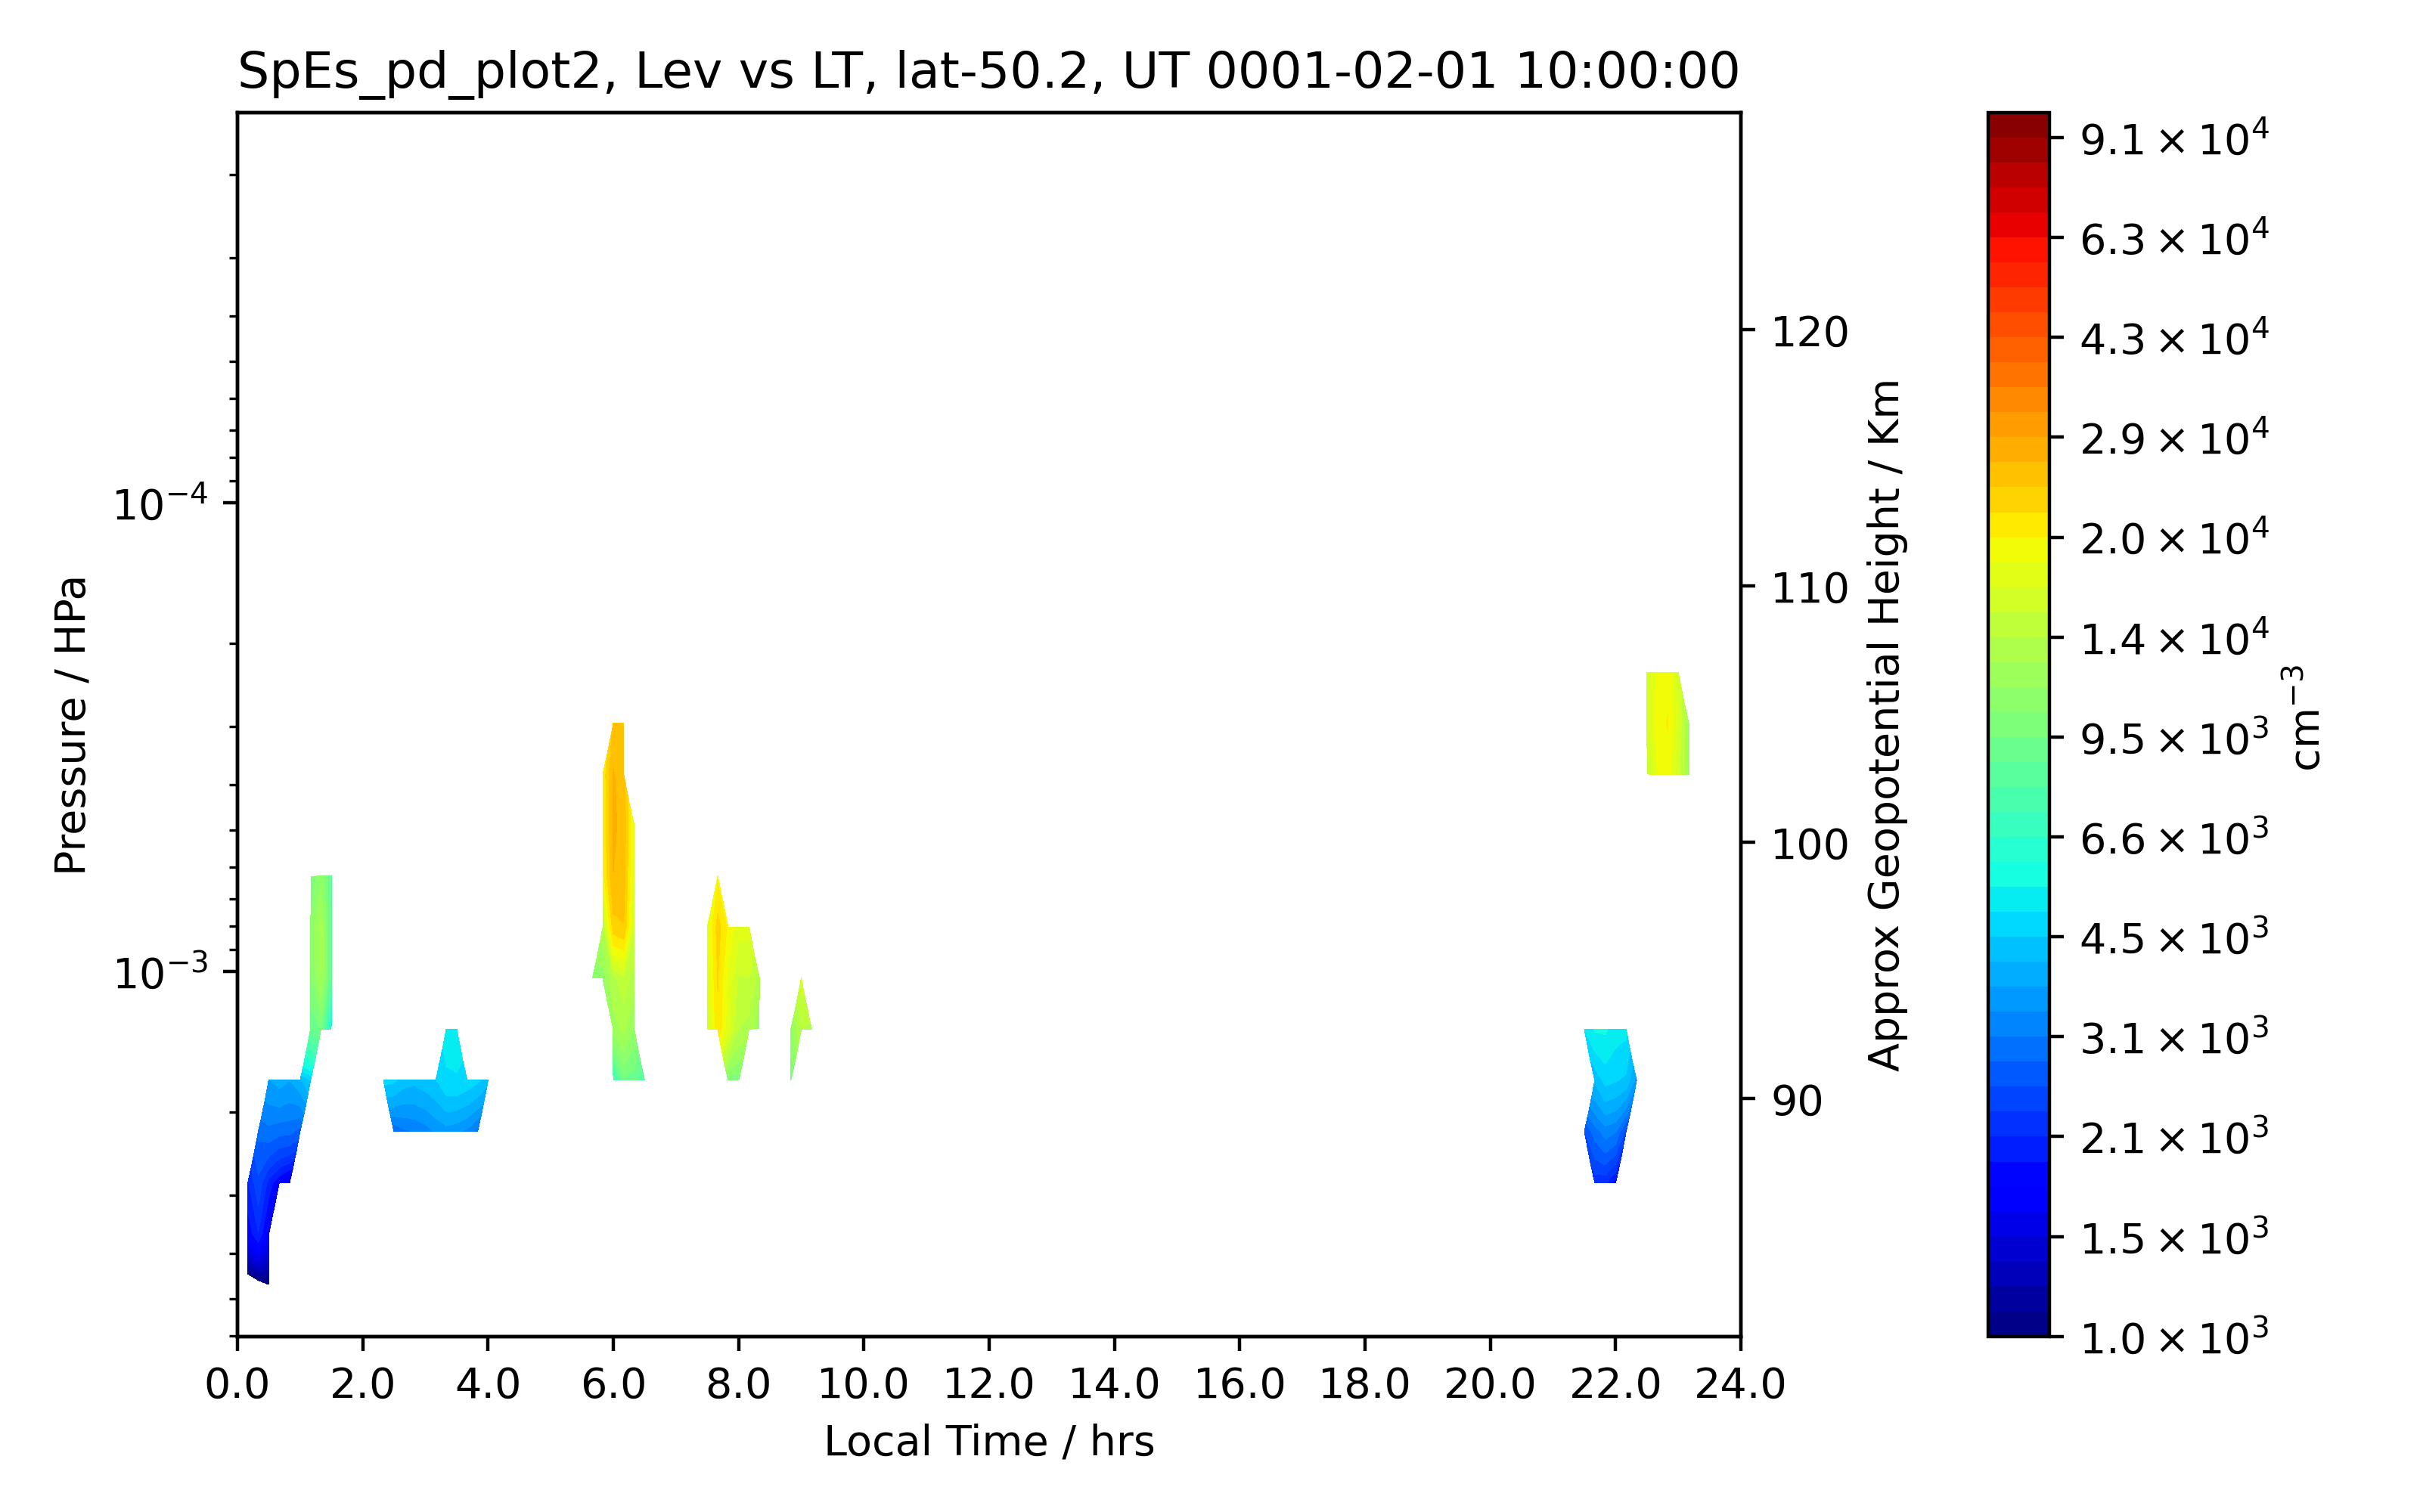 SpEs_pd_plot2, Lev vs LT, lat-50.2, UT 0001-02-01 10:00:00
Pressure / HPa
10⁻⁴
10⁻³
0.0 2.0 4.0 6.0 8.0 10.0 12.0 14.0 16.0 18.0 20.0 22.0 24.0
Local Time / hrs
120
110
100
90
Approx Geopotential Height / Km
9.1 × 10⁴
6.3 × 10⁴
4.3 × 10⁴
2.9 × 10⁴
2.0 × 10⁴
1.4 × 10⁴
9.5 × 10³
6.6 × 10³
4.5 × 10³
3.1 × 10³
2.1 × 10³
1.5 × 10³
1.0 × 10³
cm⁻³